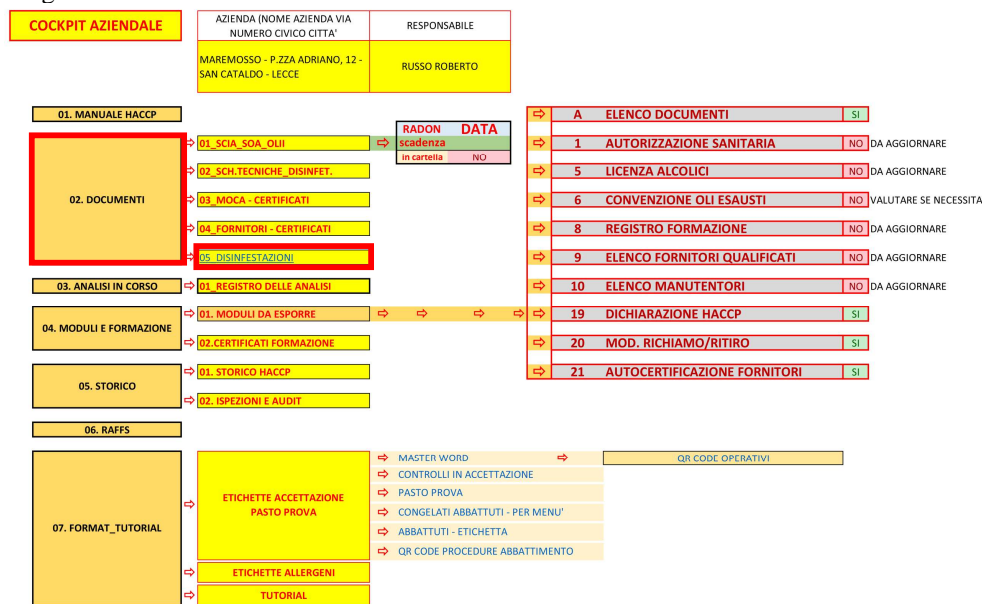 COCKPIT AZIENDALE
AZIENDA (NOME AZIENDA VIA
NUMERO CIVICO CITTA'
RESPONSABILE
MAREMOSSO - P.ZZA ADRIANO, 12 -
SAN CATALDO - LECCE
RUSSO ROBERTO
01. MANUALE HACCP
A ELENCO DOCUMENTI SI
RADON DATA
02. DOCUMENTI
01_SCIA_SOA_OLII
scadenza
1 AUTORIZZAZIONE SANITARIA NO DA AGGIORNARE
in cartella NO
02_SCH.TECNICHE_DISINFET.
5 LICENZA ALCOLICI NO DA AGGIORNARE
03_MOCA - CERTIFICATI
6 CONVENZIONE OLI ESAUSTI NO VALUTARE SE NECESSITA
04_FORNITORI - CERTIFICATI
8 REGISTRO FORMAZIONE NO DA AGGIORNARE
05_DISINFESTAZIONI
9 ELENCO FORNITORI QUALIFICATI NO DA AGGIORNARE
03. ANALISI IN CORSO
01_REGISTRO DELLE ANALISI
10 ELENCO MANUTENTORI NO DA AGGIORNARE
04. MODULI E FORMAZIONE
01. MODULI DA ESPORRE
19 DICHIARAZIONE HACCP SI
02.CERTIFICATI FORMAZIONE
20 MOD. RICHIAMO/RITIRO SI
05. STORICO
01. STORICO HACCP
21 AUTOCERTIFICAZIONE FORNITORI SI
02. ISPEZIONI E AUDIT
06. RAFFS
07. FORMAT_TUTORIAL
ETICHETTE ACCETTAZIONE
PASTO PROVA
MASTER WORD
QR CODE OPERATIVI
CONTROLLI IN ACCETTAZIONE
PASTO PROVA
CONGELATI ABBATTUTI - PER MENU'
ABBATTUTI - ETICHETTA
QR CODE PROCEDURE ABBATTIMENTO
ETICHETTE ALLERGENI
TUTORIAL